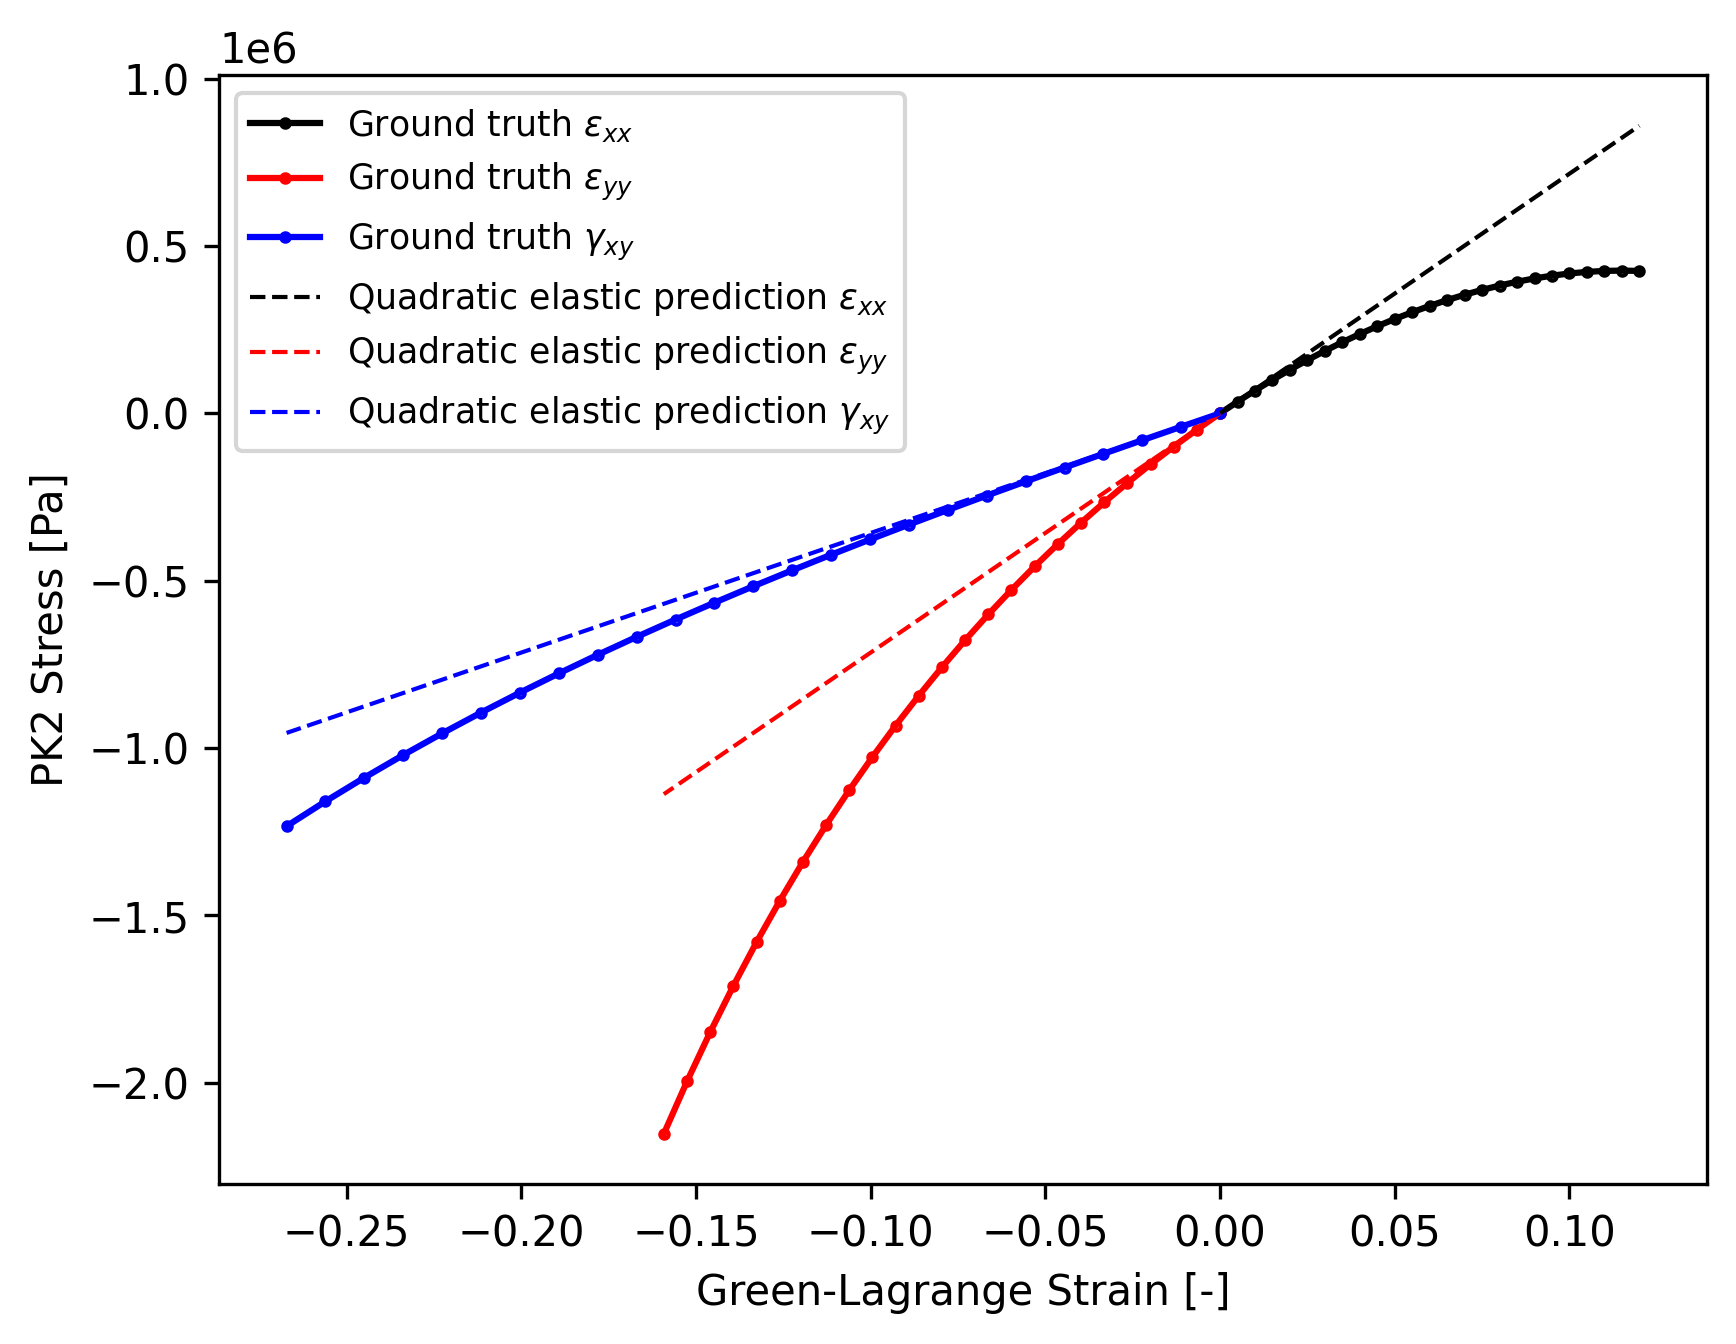 1e6
1.0
0.5
0.0
−0.5
−1.0
−1.5
−2.0
PK2 Stress [Pa]
Ground truth εxx
Ground truth εyy
Ground truth γxy
Quadratic elastic prediction εxx
Quadratic elastic prediction εyy
Quadratic elastic prediction γxy
−0.25 −0.20 −0.15 −0.10 −0.05 0.00 0.05 0.10
Green-Lagrange Strain [-]